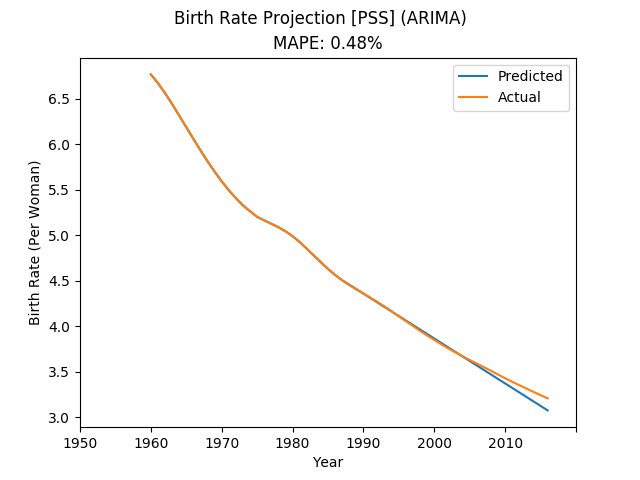 Birth Rate Projection [PSS] (ARIMA)
MAPE: 0.48%
Predicted
Actual
Birth Rate (Per Woman)
6.5
6.0
5.5
5.0
4.5
4.0
3.5
3.0
1950 1960 1970 1980 1990 2000 2010
Year